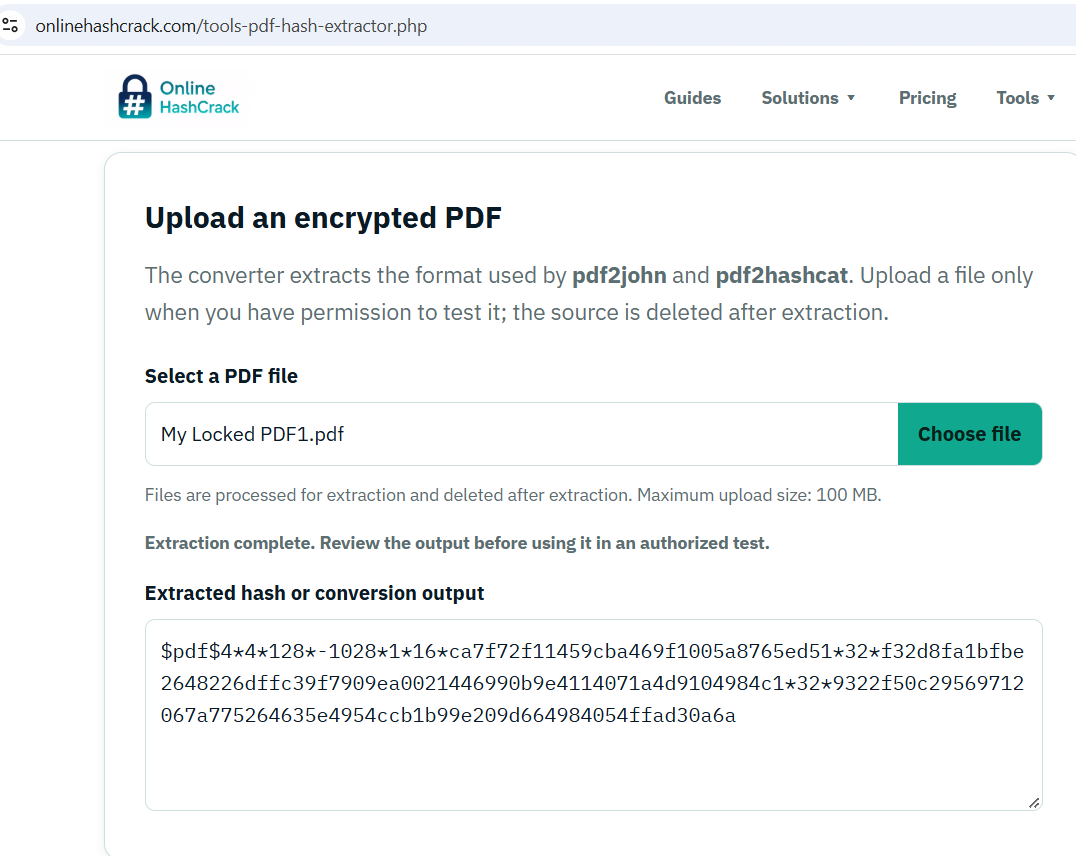 onlinehashcrack.com/tools-pdf-hash-extractor.php
Online
HashCrack
Guides Solutions ▼ Pricing Tools ▼
Upload an encrypted PDF
The converter extracts the format used by pdf2john and pdf2hashcat. Upload a file only
when you have permission to test it; the source is deleted after extraction.
Select a PDF file
My Locked PDF1.pdf Choose file
Files are processed for extraction and deleted after extraction. Maximum upload size: 100 MB.
Extraction complete. Review the output before using it in an authorized test.
Extracted hash or conversion output
$pdf$4*4*128*-1028*1*16*ca7f72f11459cba469f1005a8765ed51*32*f32d8fa1bfbe
2648226dffc39f7909ea0021446990b9e4114071a4d9104984c1*32*9322f50c29569712
067a775264635e4954ccb1b99e209d664984054ffad30a6a